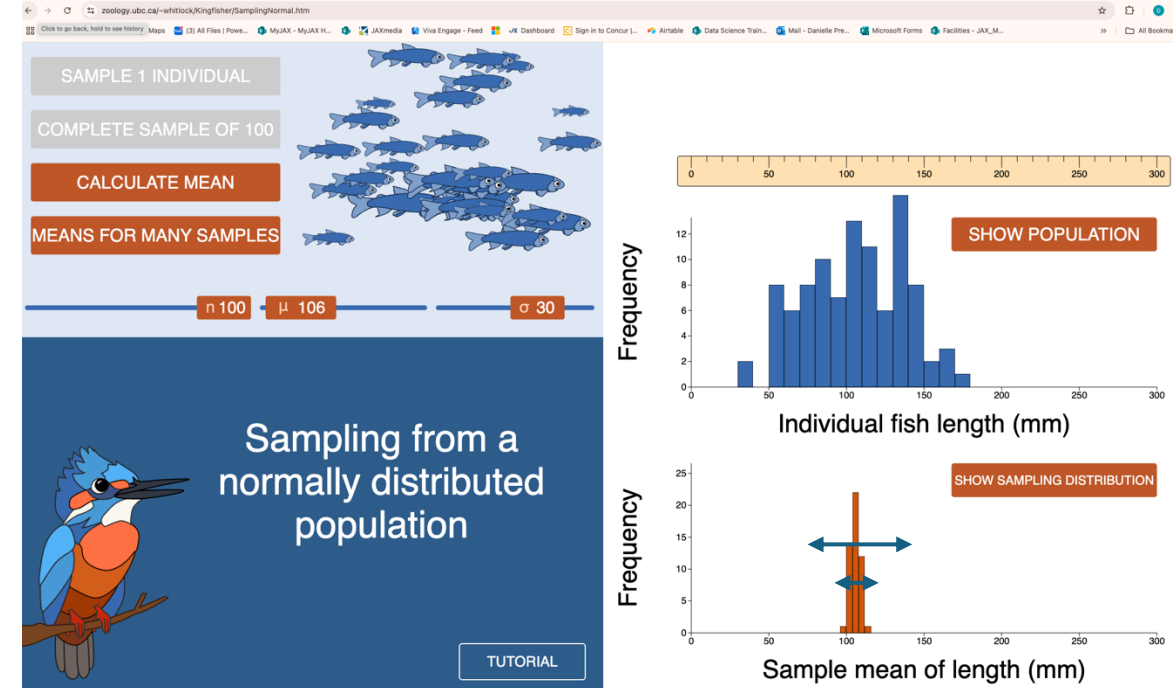 zoology.ubc.ca/~whitlock/Kingfisher/SamplingNormal.htm
Click to go back, hold to see history
Maps
(3) All Files | Powe...
MyJAX - MyJAX H...
JAXmedia
Viva Engage - Feed
JX Dashboard
Sign in to Concur |...
Airtable
Data Science Train...
Mail - Danielle Pre...
Microsoft Forms
Facilities - JAX_M...
»
All Bookma
SAMPLE 1 INDIVIDUAL
COMPLETE SAMPLE OF 100
CALCULATE MEAN
MEANS FOR MANY SAMPLES
n 100
μ 106
σ 30
Sampling from a
normally distributed
population
TUTORIAL
0 50 100 150 200 250 300
SHOW POPULATION
Frequency
12
10
8
6
4
2
0
0 50 100 150 200 250 300
Individual fish length (mm)
SHOW SAMPLING DISTRIBUTION
Frequency
25
20
15
10
5
0
0 50 100 150 200 250 300
Sample mean of length (mm)